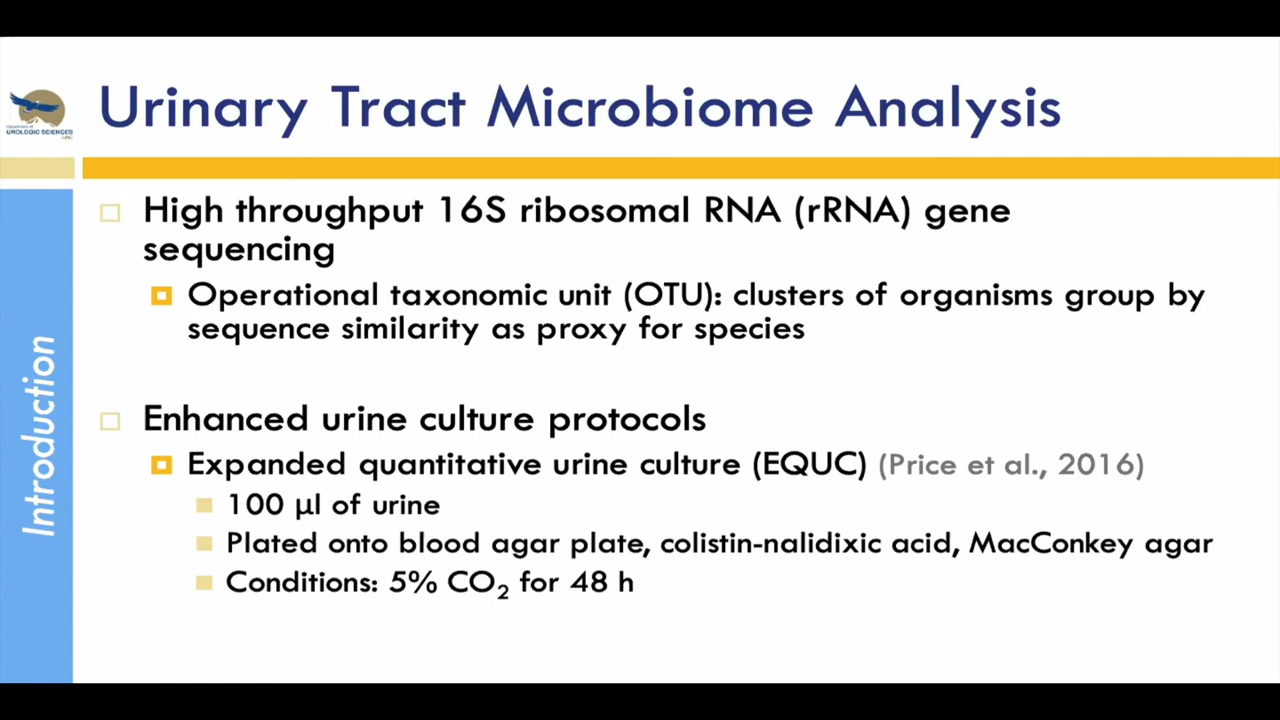 Urinary Tract Microbiome Analysis
UROLOGIC SCIENCES
High throughput 16S ribosomal RNA (rRNA) gene
sequencing
Operational taxonomic unit (OTU): clusters of organisms group by
sequence similarity as proxy for species
Introduction
Enhanced urine culture protocols
Expanded quantitative urine culture (EQUC) (Price et al., 2016)
100 µl of urine
Plated onto blood agar plate, colistin-nalidixic acid, MacConkey agar
Conditions: 5% CO₂ for 48 h